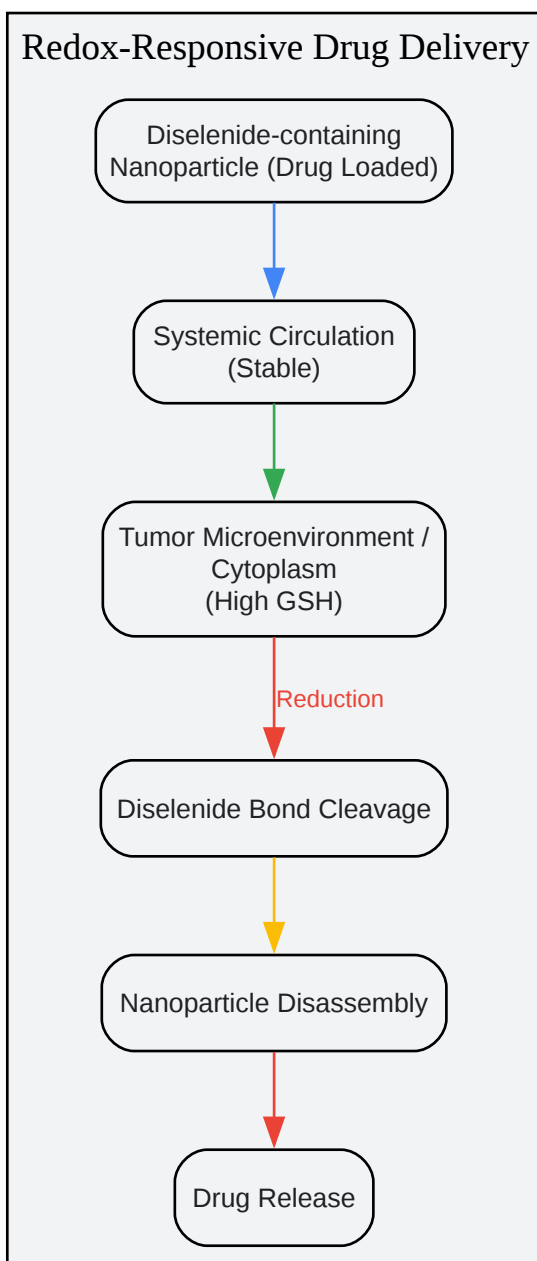 Redox-Responsive Drug Delivery
Diselenide-containing
Nanoparticle (Drug Loaded)
Systemic Circulation
(Stable)
Tumor Microenvironment /
Cytoplasm
(High GSH)
Reduction
Diselenide Bond Cleavage
Nanoparticle Disassembly
Drug Release